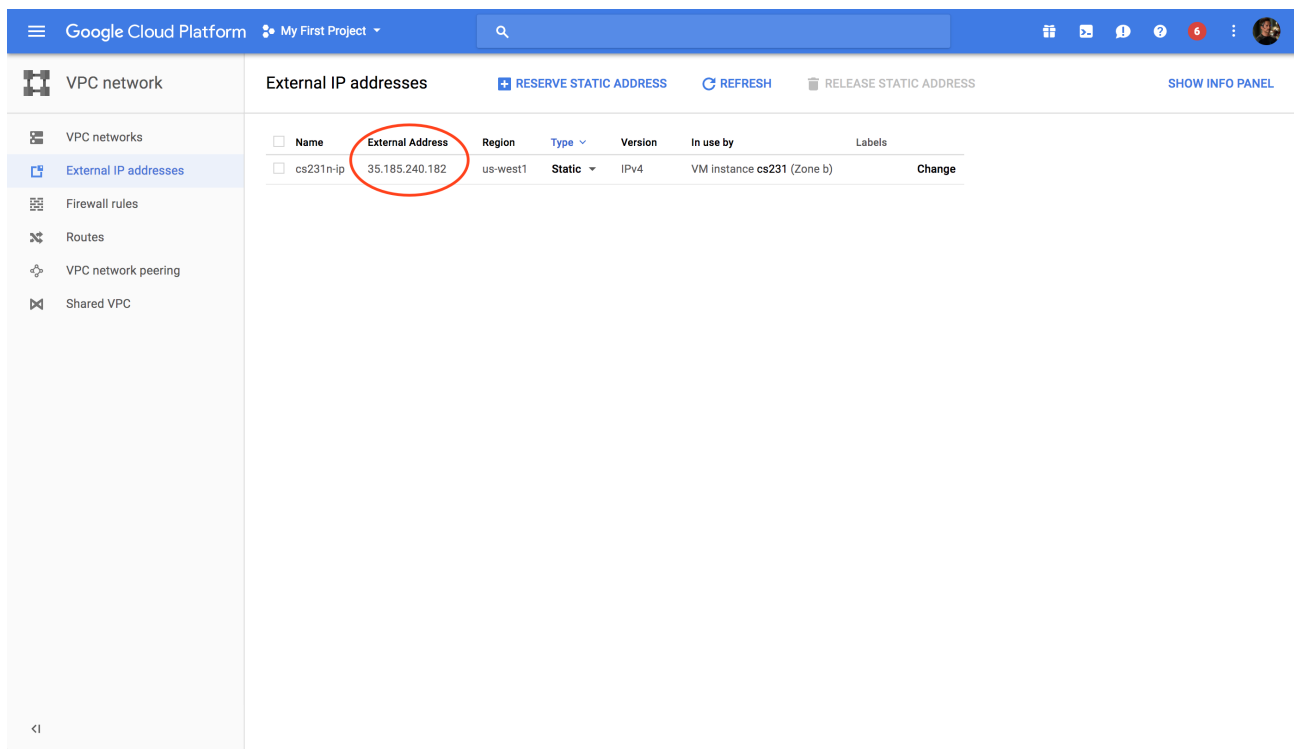 Google Cloud Platform My First Project 6
VPC network
External IP addresses RESERVE STATIC ADDRESS REFRESH RELEASE STATIC ADDRESS SHOW INFO PANEL
VPC networks
External IP addresses
Firewall rules
Routes
VPC network peering
Shared VPC
Name External Address Region Type Version In use by Labels
cs231n-ip 35.185.240.182 us-west1 Static IPv4 VM instance cs231 (Zone b) Change